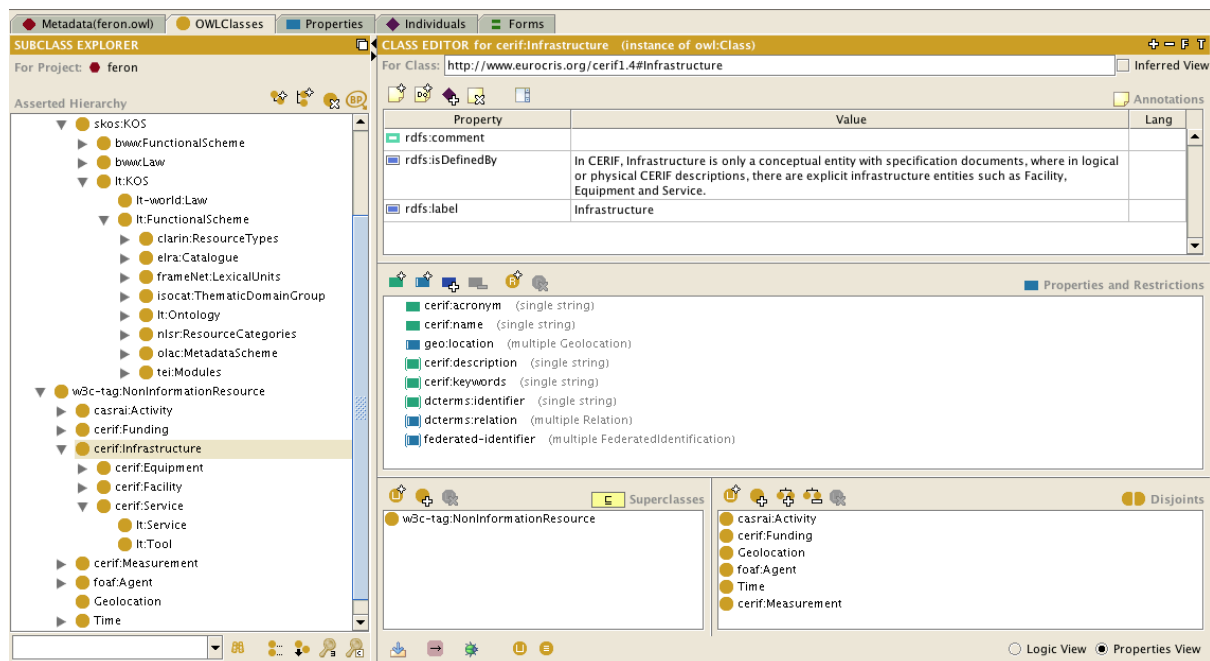 Metadata(feron.owl) OWLClasses Properties Individuals Forms
SUBCLASS EXPLORER
For Project: feron
Asserted Hierarchy
skos:KOS
bww:FunctionalScheme
bww:Law
lt:KOS
lt-world:Law
lt:FunctionalScheme
clarin:ResourceTypes
elra:Catalogue
frameNet:LexicalUnits
isocat:ThematicDomainGroup
lt:Ontology
nlsr:ResourceCategories
olac:MetadataScheme
tei:Modules
w3c-tag:NonInformationResource
casrai:Activity
cerif:Funding
cerif:Infrastructure
cerif:Equipment
cerif:Facility
cerif:Service
lt:Service
lt:Tool
cerif:Measurement
foaf:Agent
Geolocation
Time
CLASS EDITOR for cerif:Infrastructure (instance of owl:Class)
For Class: http://www.eurocris.org/cerif1.4#Infrastructure Inferred View
Annotations
Property Value Lang
rdfs:comment
rdfs:isDefinedBy In CERIF, Infrastructure is only a conceptual entity with specification documents, where in logical
or physical CERIF descriptions, there are explicit infrastructure entities such as Facility,
Equipment and Service.
rdfs:label Infrastructure
Properties and Restrictions
cerif:acronym (single string)
cerif:name (single string)
geo:location (multiple Geolocation)
cerif:description (single string)
cerif:keywords (single string)
dcterms:identifier (single string)
dcterms:relation (multiple Relation)
federated-identifier (multiple FederatedIdentification)
Superclasses
w3c-tag:NonInformationResource
Disjoints
casrai:Activity
cerif:Funding
Geolocation
foaf:Agent
Time
cerif:Measurement
Logic View Properties View